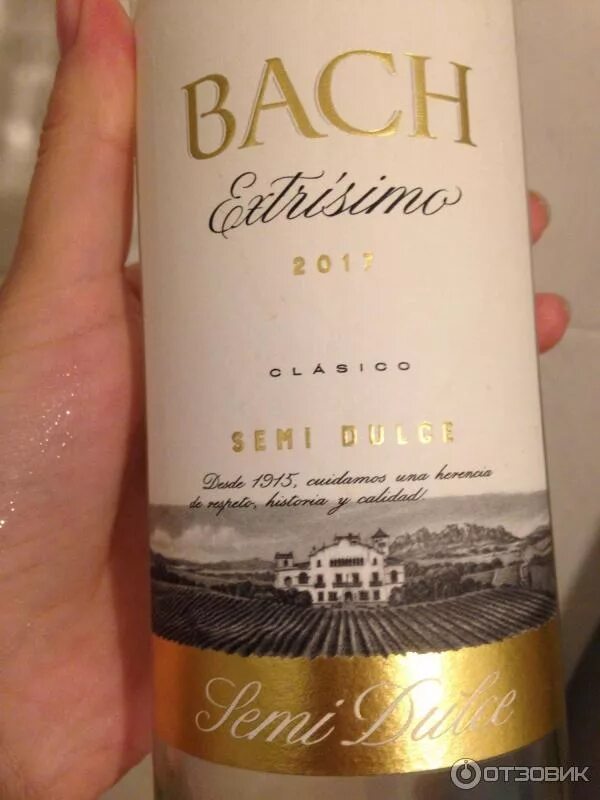 BACH
Extrísimo
2017
CLÁSICO
SEMI DULCE
Desde 1915, cuidamos una herencia
de respeto, historia y calidad!
Semi Dulce
ОТЗОВИК